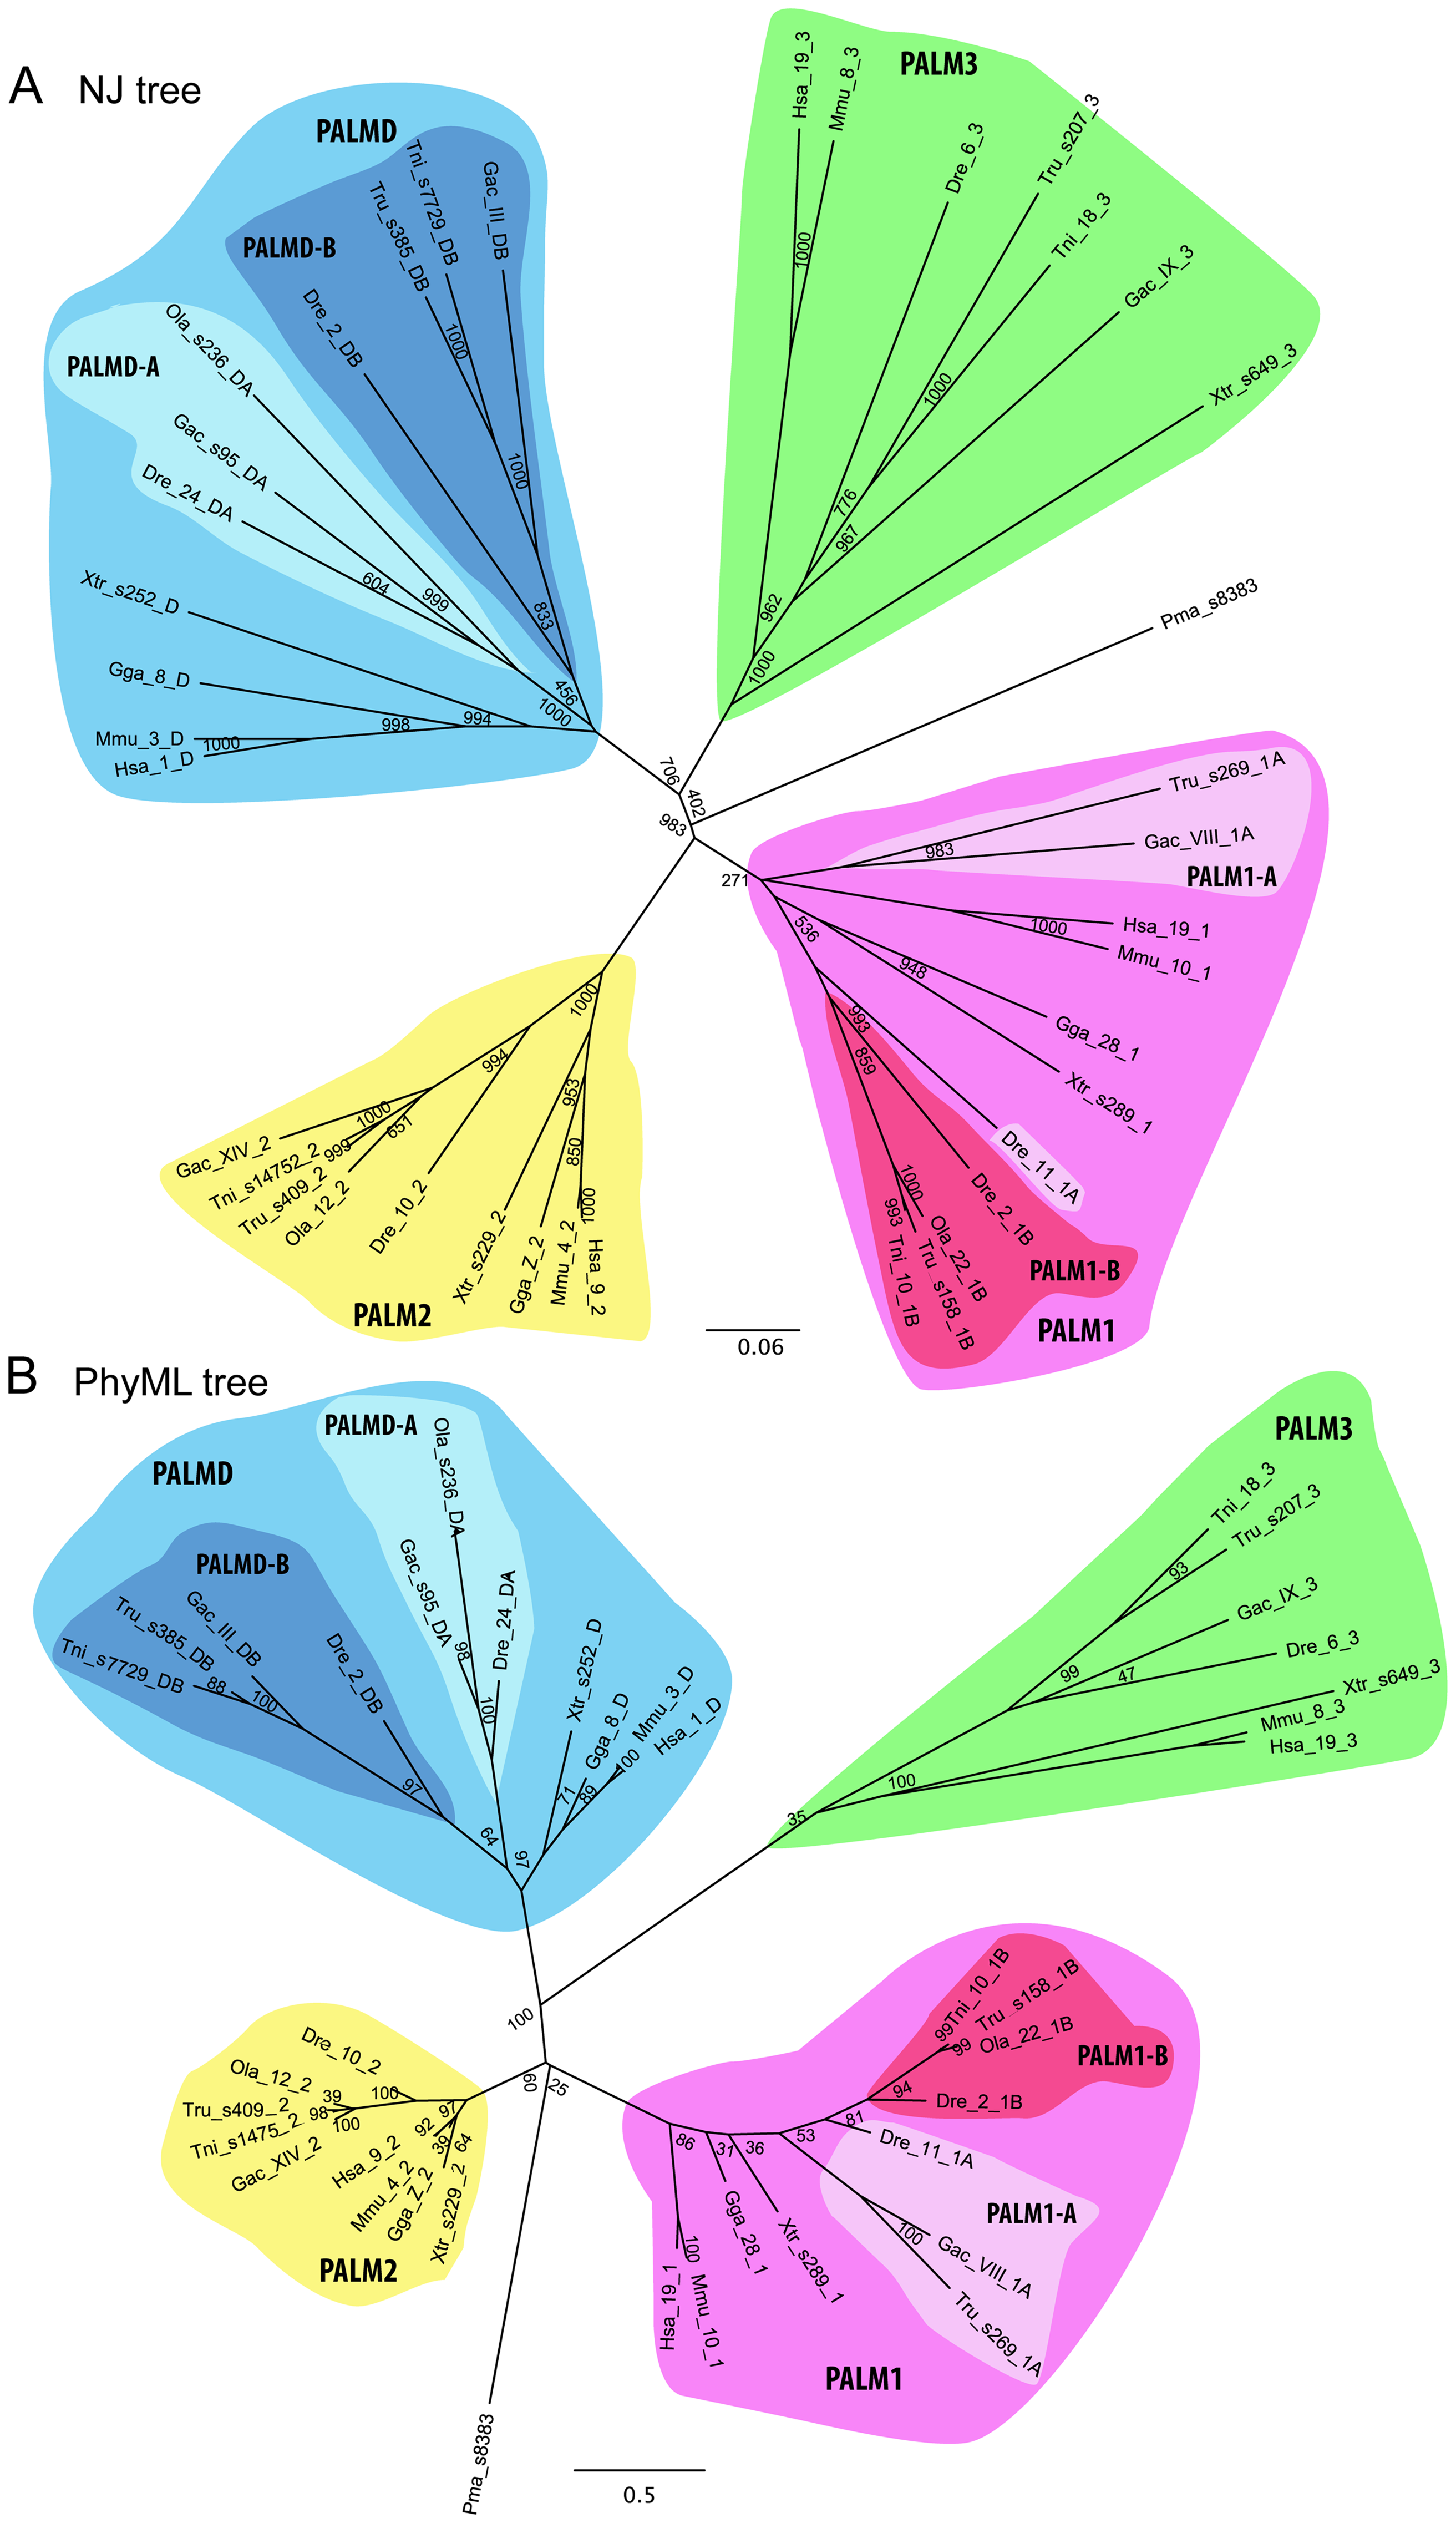 A NJ tree
PALM3
Hsa_19_3
Mmu_8_3
Dre_6_3
Tru_s207_3
Tni_18_3
Gac_IX_3
Xtr_s649_3
1000
1000
776
967
962
1000
PALMD
PALMD-B
Tni_s7729_DB
Gac_III_DB
Tru_s385_DB
Dre_2_DB
1000
1000
833
PALMD-A
Ola_s236_DA
Gac_s95_DA
Dre_24_DA
604
999
Xtr_s252_D
Gga_8_D
Mmu_3_D
Hsa_1_D
1000
998
994
456
1000
Pma_s8383
706
402
983
271
Tru_s269_1A
Gac_VIII_1A
983
PALM1-A
Hsa_19_1
1000
Mmu_10_1
536
948
Gga_28_1
Xtr_s289_1
993
859
Dre_11_1A
Dre_2_1B
1000
993
Ola_22_1B
Tru_s158_1B
Tni_10_1B
PALM1-B
PALM1
1000
994
953
850
1000
1000
999
651
Gac_XIV_2
Tni_s14752_2
Tru_s409_2
Ola_12_2
Dre_10_2
Xtr_s229_2
Gga_Z_2
Mmu_4_2
Hsa_9_2
PALM2
0.06
B PhyML tree
PALMD-A
PALMD
PALMD-B
Ola_s236_DA
Gac_s95_DA
Dre_24_DA
98
100
Gac_III_DB
Tru_s385_DB
Tni_s7729_DB
Dre_2_DB
88
100
97
Xtr_s252_D
Gga_8_D
Mmu_3_D
Hsa_1_D
100
71
89
64
97
PALM3
Tni_18_3
Tru_s207_3
93
Gac_IX_3
Dre_6_3
99
47
Xtr_s649_3
Mmu_8_3
Hsa_19_3
100
35
100
60
25
Dre_10_2
Ola_12_2
Tru_s409_2
Tni_s1475_2
Gac_XIV_2
39
98
100
100
97
92
39
64
Hsa_9_2
Mmu_4_2
Gga_Z_2
Xtr_s229_2
PALM2
Tni_10_1B
Tru_s158_1B
Ola_22_1B
99
99
PALM1-B
94
Dre_2_1B
81
Dre_11_1A
86
31
36
53
PALM1-A
100
Gac_VIII_1A
Tru_s269_1A
Gga_28_1
Xtr_s289_1
100
Hsa_19_1
Mmu_10_1
PALM1
Pma_s8383
0.5